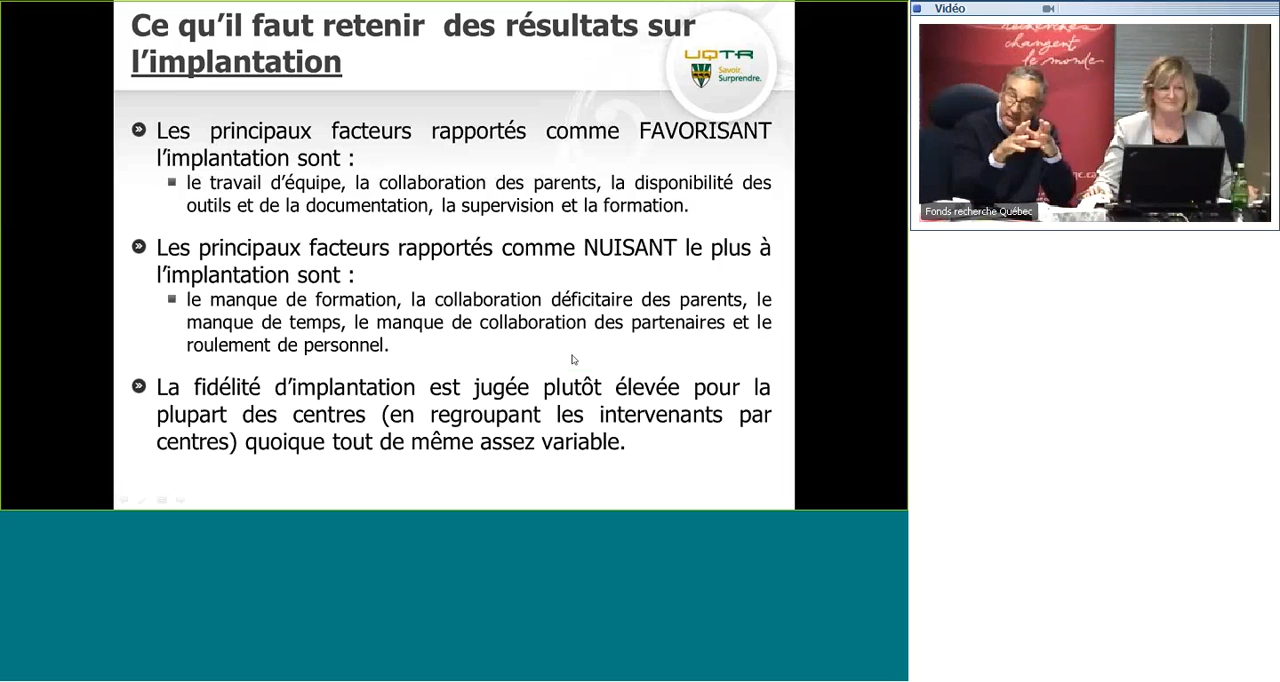 Ce qu'il faut retenir des résultats sur
l'implantation
UQTR
Savoir.
Surprendre.
Les principaux facteurs rapportés comme FAVORISANT
l'implantation sont :
le travail d'équipe, la collaboration des parents, la disponibilité des
outils et de la documentation, la supervision et la formation.
Les principaux facteurs rapportés comme NUISANT le plus à
l'implantation sont :
le manque de formation, la collaboration déficitaire des parents, le
manque de temps, le manque de collaboration des partenaires et le
roulement de personnel.
La fidélité d'implantation est jugée plutôt élevée pour la
plupart des centres (en regroupant les intervenants par
centres) quoique tout de même assez variable.
Vidéo
recherches
changent
le monde
Fonds recherche Québec